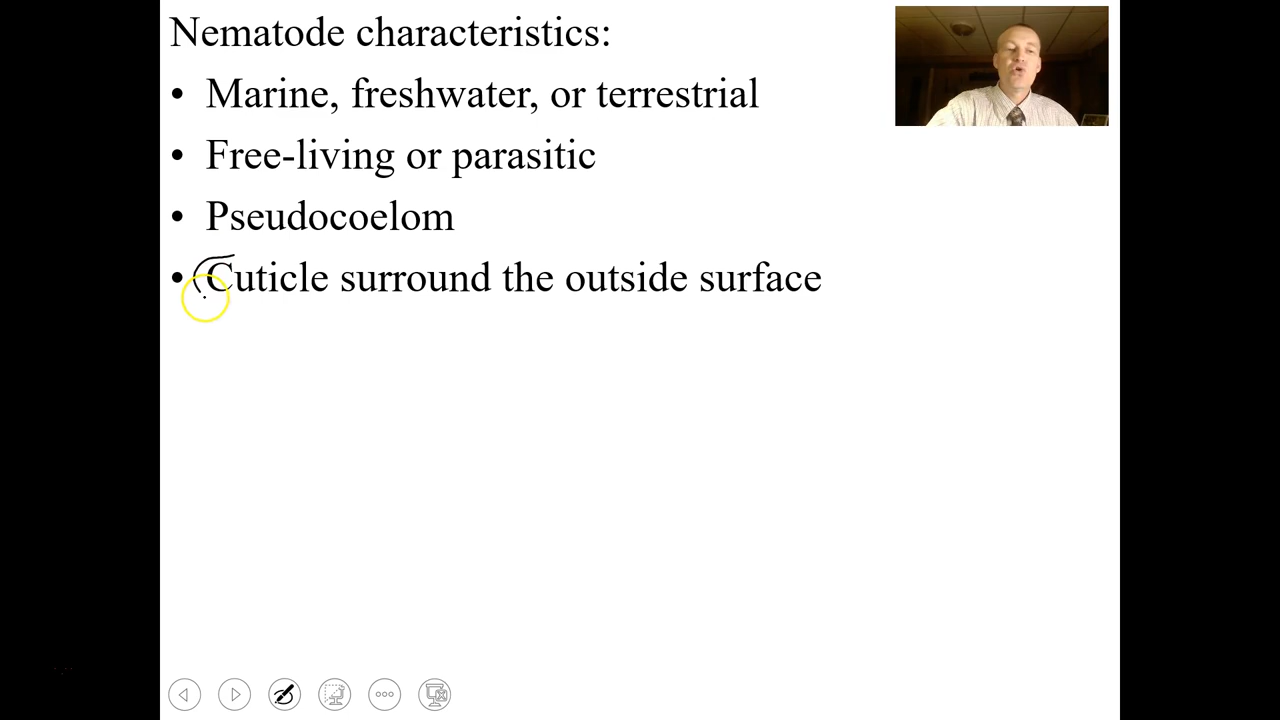 Nematode characteristics:
• Marine, freshwater, or terrestrial
• Free-living or parasitic
• Pseudocoelom
• Cuticle surround the outside surface